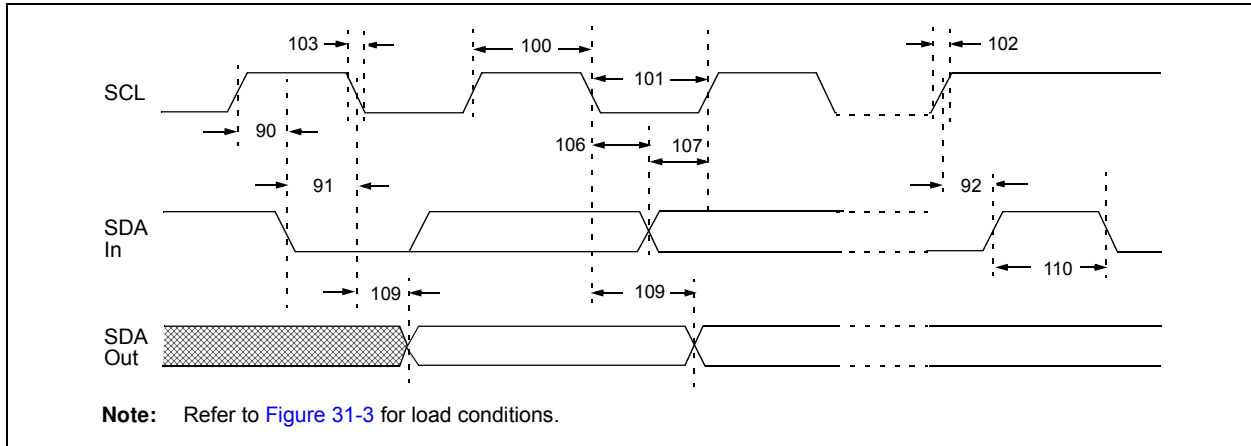 103
100
102
101
SCL
90
106
107
91
92
SDA
In
110
109
109
SDA
Out
Note: Refer to Figure 31-3 for load conditions.